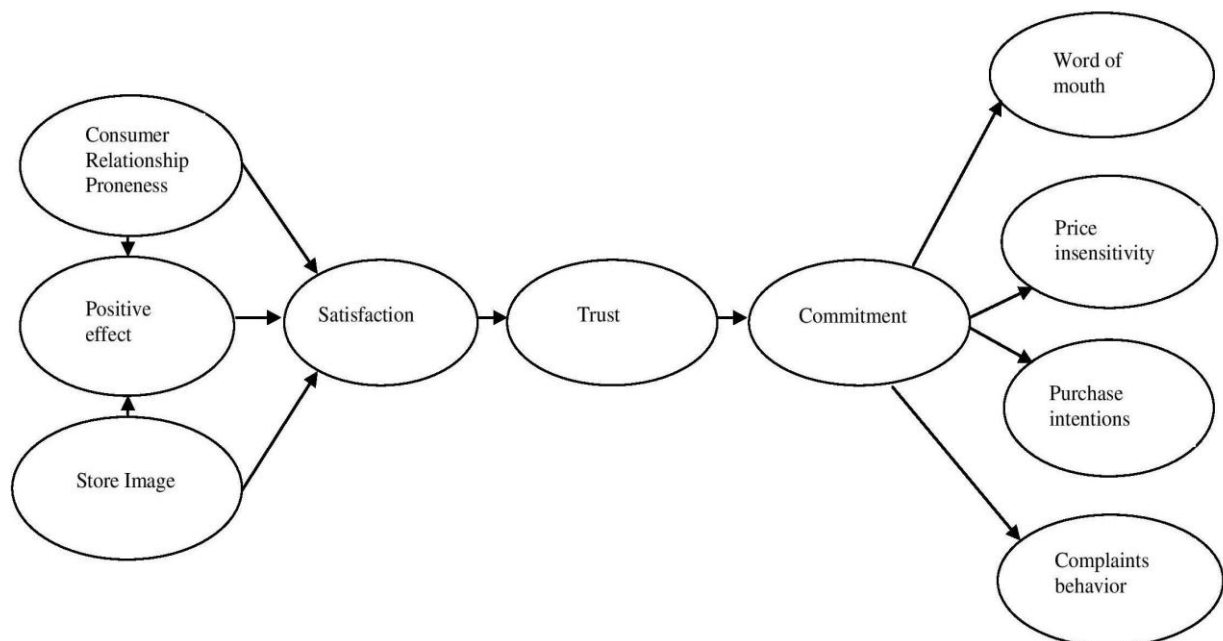 Word of
mouth
Consumer
Relationship
Proneness
Price
insensitivity
Positive
effect
Satisfaction
Trust
Commitment
Purchase
intentions
Store Image
Complaints
behavior